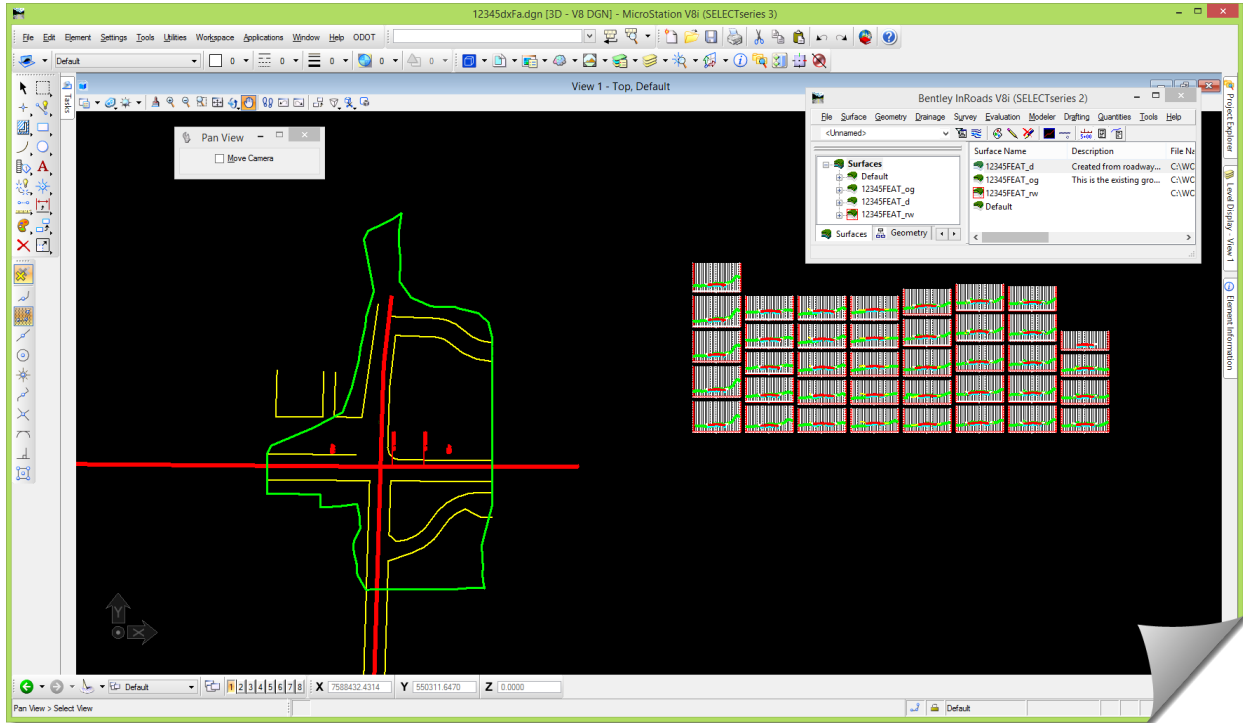 12345dxFa.dgn [3D - V8 DGN] - MicroStation V8i (SELECTseries 3)
File Edit Element Settings Tools Utilities Workspace Applications Window Help ODOT
Default 0 0 0 0 0
Tasks
View 1 - Top, Default
Pan View
Move Camera
Bentley InRoads V8i (SELECTseries 2)
File Surface Geometry Drainage Survey Evaluation Modeler Drafting Quantities Tools Help
<Unnamed>
Surfaces
Default
12345FEAT_og
12345FEAT_d
12345FEAT_rw
Surfaces Geometry
Surface Name Description File Na
12345FEAT_d Created from roadway... C:\WC
12345FEAT_og This is the existing gro... C:\WC
12345FEAT_rw C:\WC
Default
Project Explorer
Level Display - View 1
Element Information
Y
X
Default 1 2 3 4 5 6 7 8 X 7588432.4314 Y 550311.6470 Z 0.0000
Pan View > Select View Default